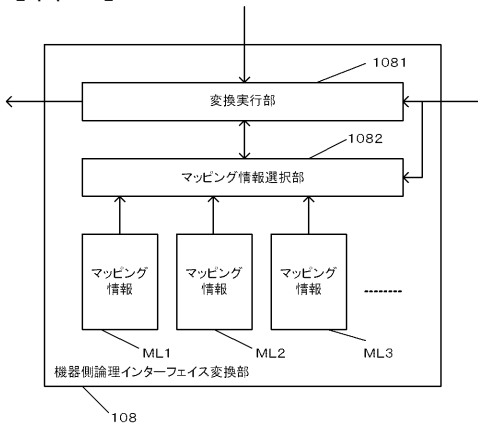 1081
変換実行部
1082
マッピング情報選択部
マッピング
情報
マッピング
情報
マッピング
情報
ML1
ML2
ML3
機器側論理インターフェイス変換部
108